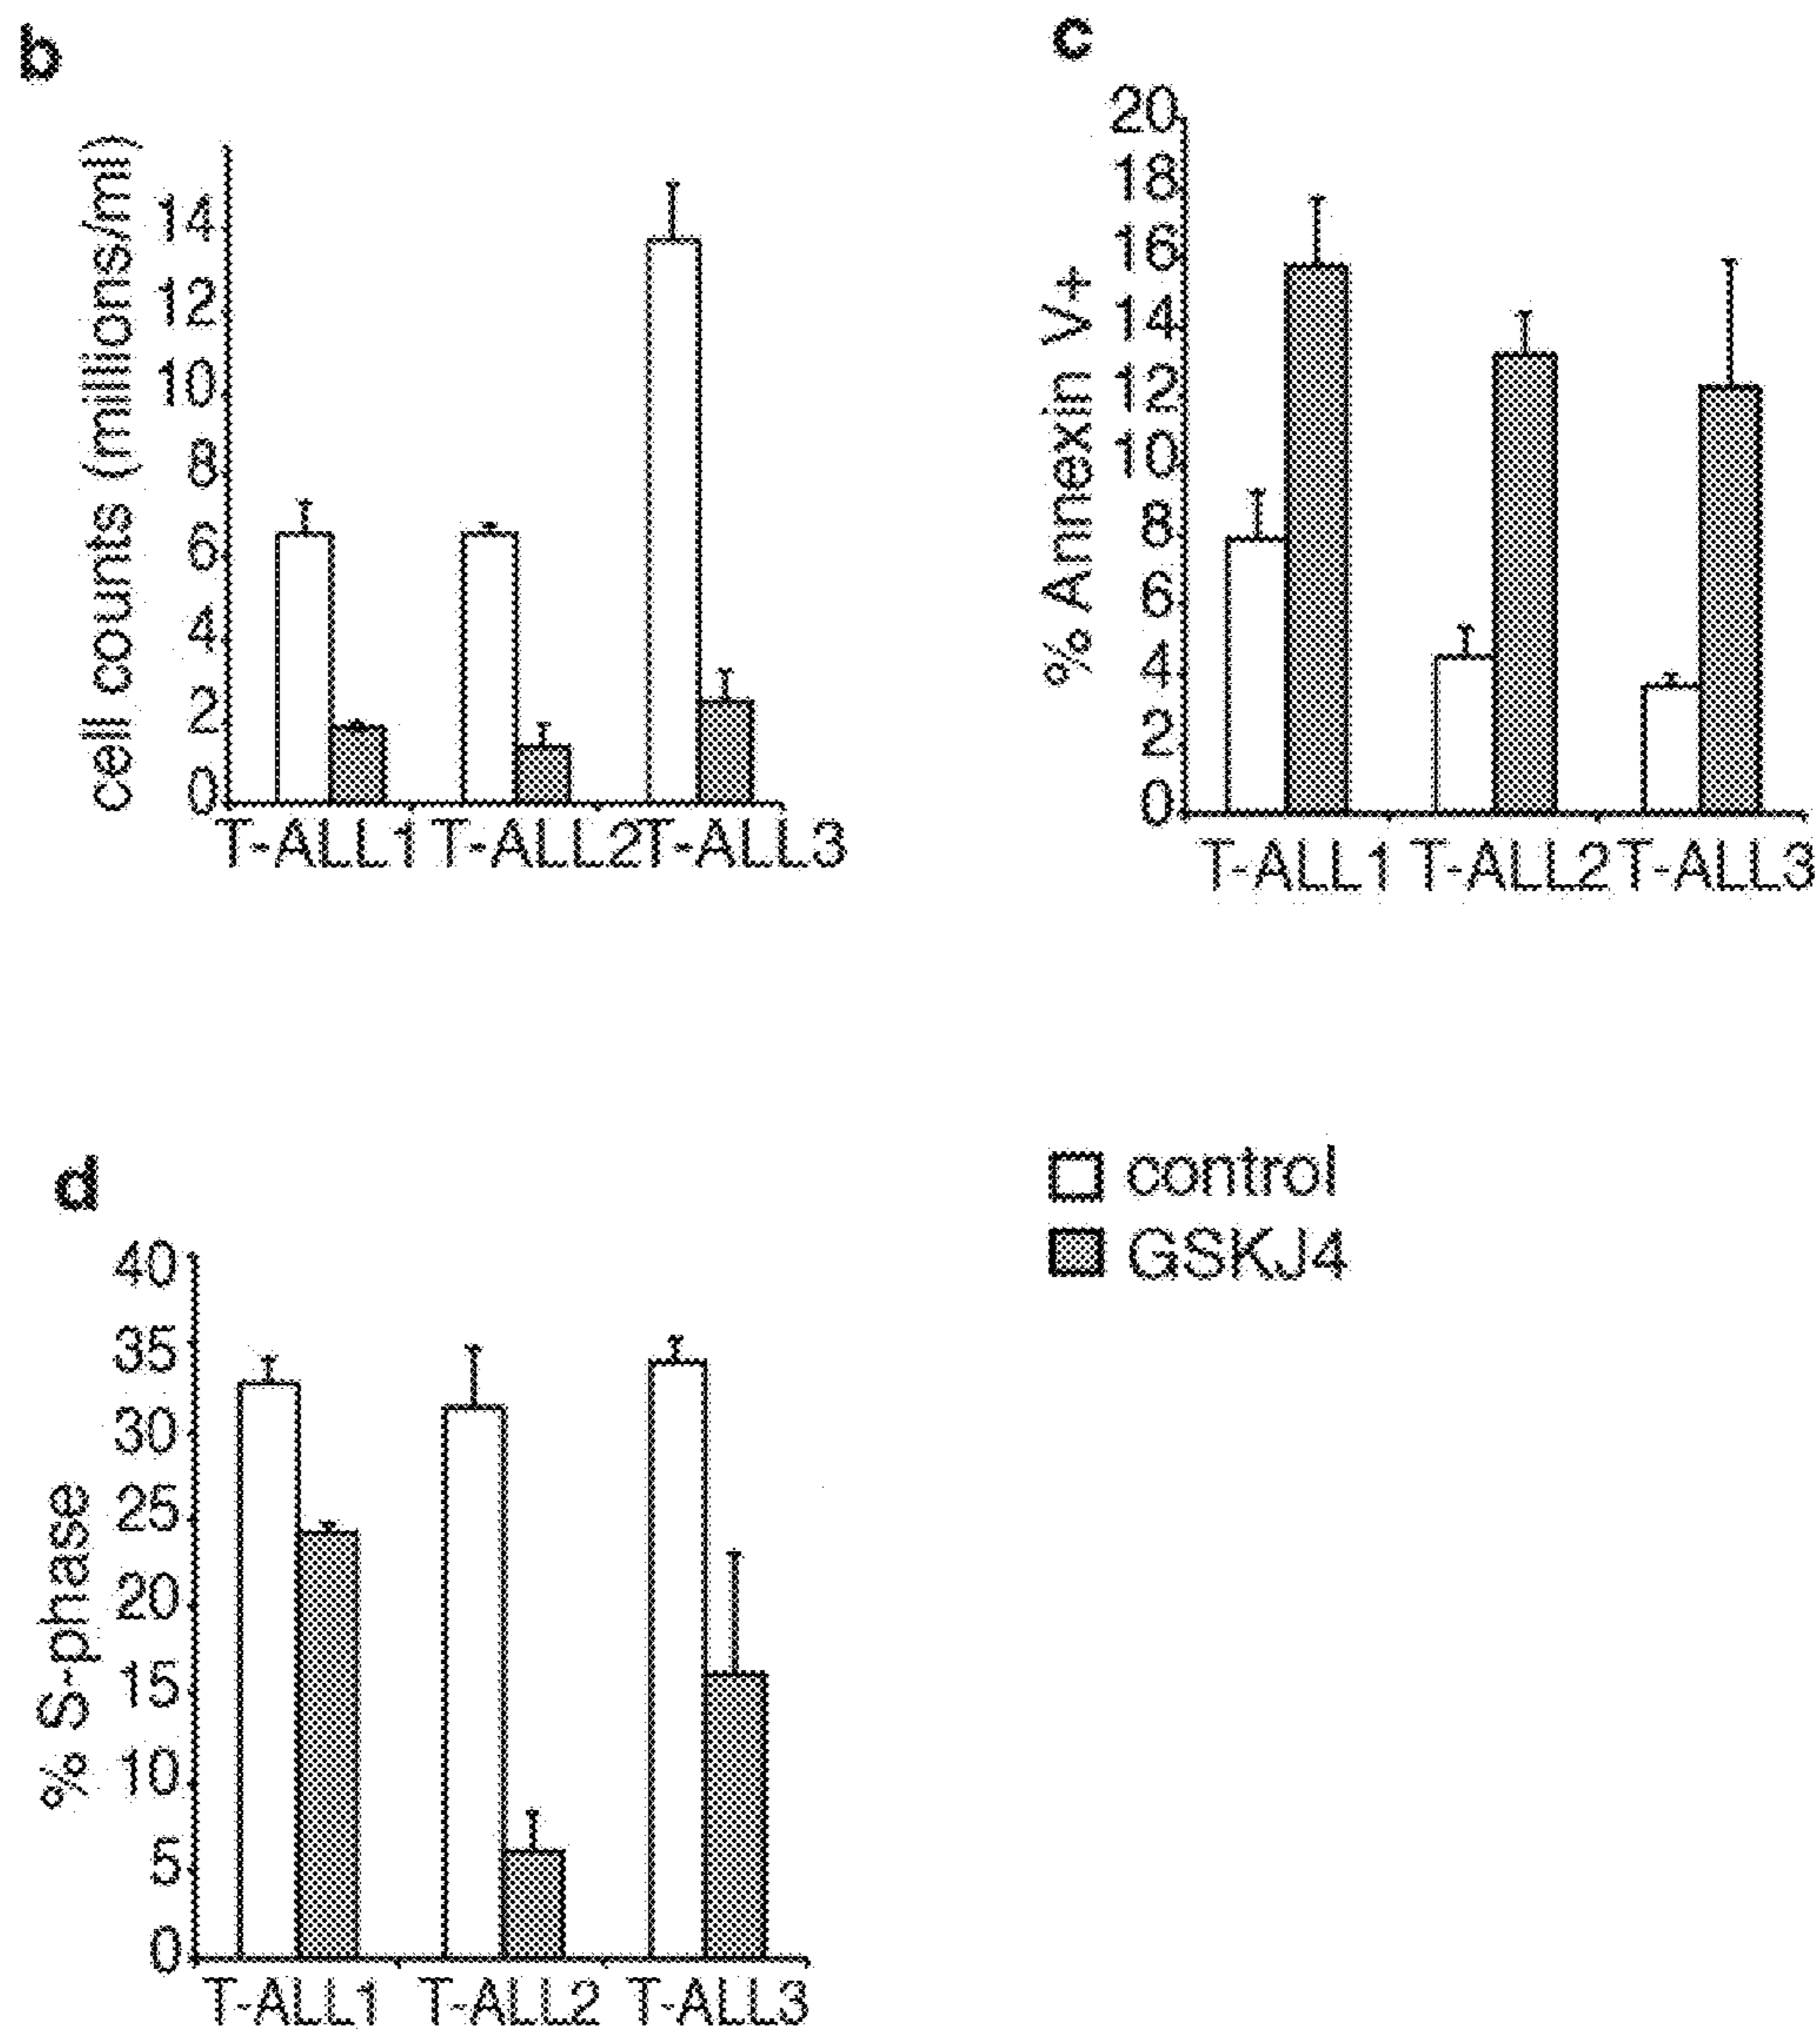 b
cell counts (millions/ml)
14
12
10
8
6
4
2
0
T-ALL1 T-ALL2 T-ALL3
c
% Annexin V+
20
18
16
14
12
10
8
6
4
2
0
T-ALL1 T-ALL2 T-ALL3
d
% S-phase
40
35
30
25
20
15
10
5
0
T-ALL1 T-ALL2 T-ALL3
control
GSKJ4